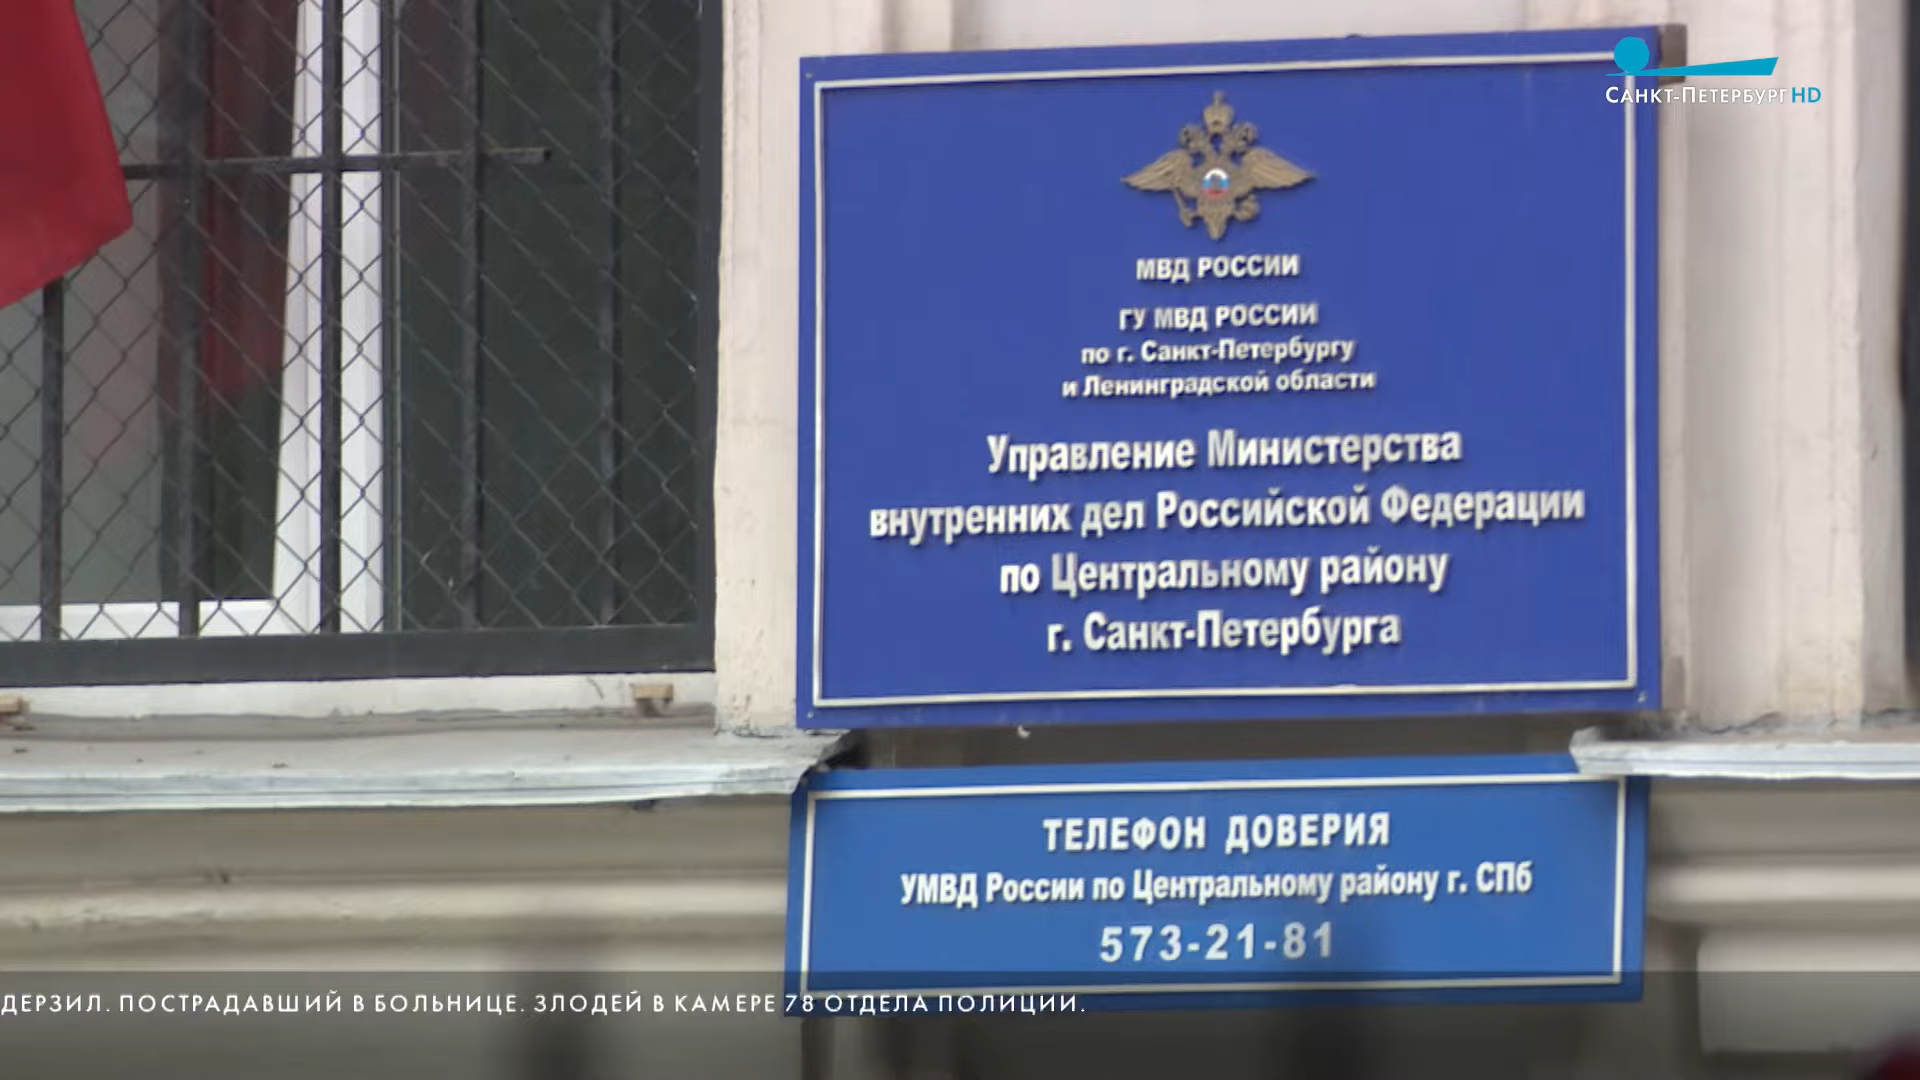 САНКТ-ПЕТЕРБУРГ HD
МВД РОССИИ
ГУ МВД РОССИИ
по г. Санкт-Петербургу
и Ленинградской области
Управление Министерства
внутренних дел Российской Федерации
по Центральному району
г. Санкт-Петербурга
ТЕЛЕФОН ДОВЕРИЯ
УМВД России по Центральному району г. СПб
573-21-81
ДЕРЗИЛ. ПОСТРАДАВШИЙ В БОЛЬНИЦЕ. ЗЛОДЕЙ В КАМЕРЕ 78 ОТДЕЛА ПОЛИЦИИ.